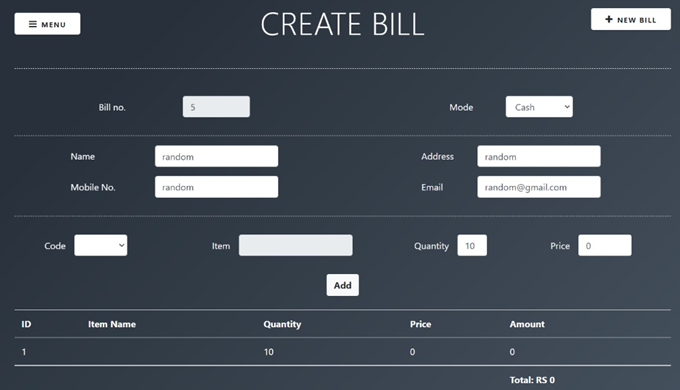 MENU
CREATE BILL
NEW BILL
Bill no. 5 Mode Cash
Name random Address random
Mobile No. random Email random@gmail.com
Code Item Quantity 10 Price 0
Add
ID Item Name Quantity Price Amount
1 10 0 0
Total: RS 0